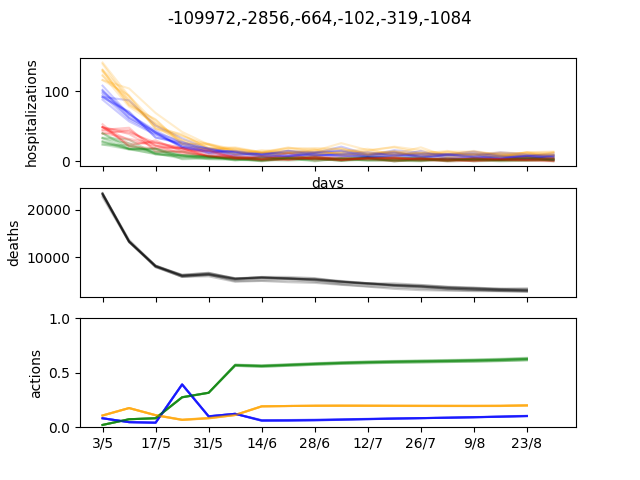 -109972,-2856,-664,-102,-319,-1084
hospitalizations
100
0
days
deaths
20000
10000
actions
1.0
0.5
0.0
3/5 17/5 31/5 14/6 28/6 12/7 26/7 9/8 23/8